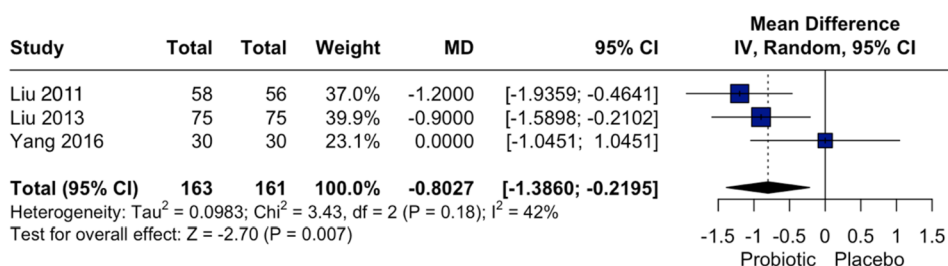 Mean Difference
Study Total Total Weight MD 95% CI IV, Random, 95% CI
Liu 2011 58 56 37.0% -1.2000 [-1.9359; -0.4641]
Liu 2013 75 75 39.9% -0.9000 [-1.5898; -0.2102]
Yang 2016 30 30 23.1% 0.0000 [-1.0451; 1.0451]
Total (95% CI) 163 161 100.0% -0.8027 [-1.3860; -0.2195]
Heterogeneity: Tau² = 0.0983; Chi² = 3.43, df = 2 (P = 0.18); I² = 42%
Test for overall effect: Z = -2.70 (P = 0.007)
-1.5 -1 -0.5 0 0.5 1 1.5
Probiotic Placebo